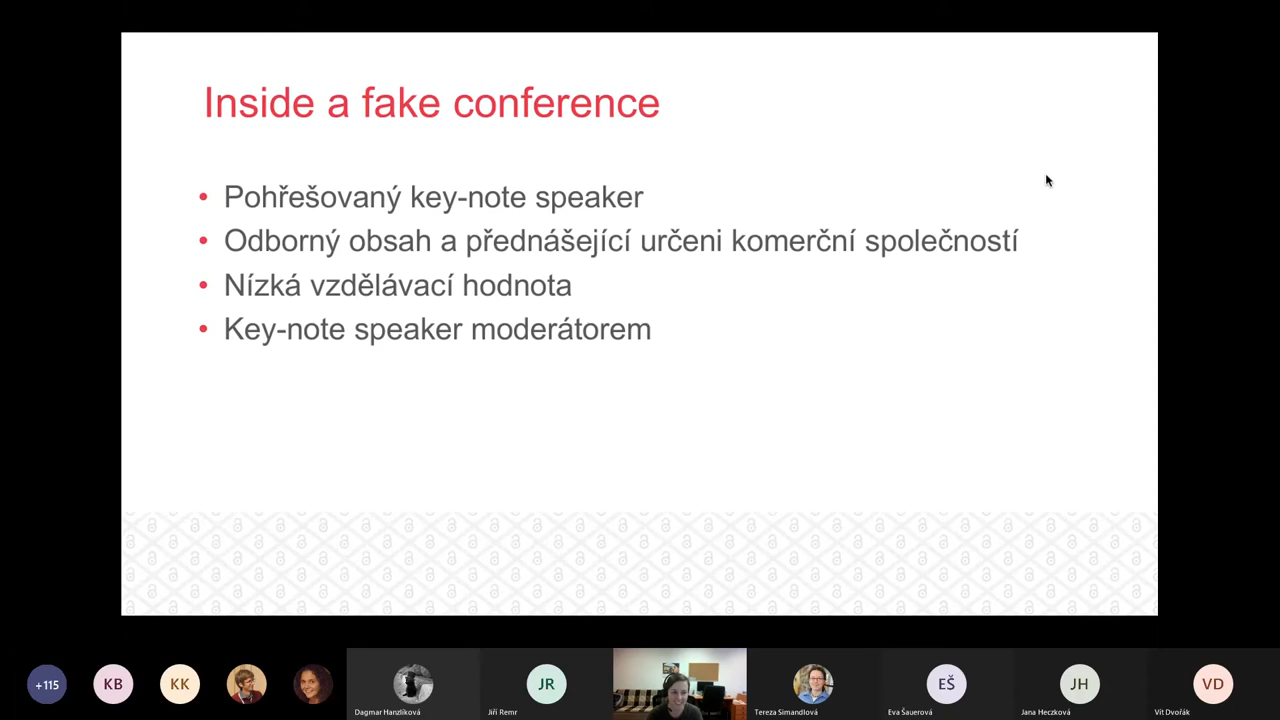 Inside a fake conference
• Pohřešovaný key-note speaker
• Odborný obsah a přednášející určeni komerční společností
• Nízká vzdělávací hodnota
• Key-note speaker moderátorem
+115
KB
KK
JR
EŠ
JH
VD
Dagmar Hanzlíková
Jiří Remr
Tereza Simandlová
Eva Šauerová
Jana Heczková
Vít Dvořák